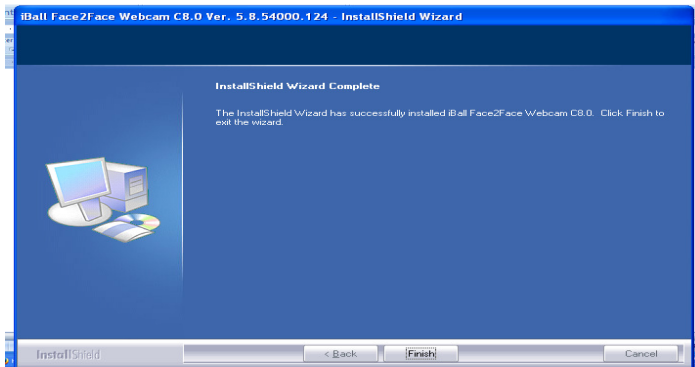 iBall Face2Face Webcam C8.0 Ver. 5.8.54000.124 - InstallShield Wizard
InstallShield Wizard Complete
The InstallShield Wizard has successfully installed iBall Face2Face Webcam C8.0. Click Finish to
exit the wizard.
InstallShield
< Back
Finish
Cancel